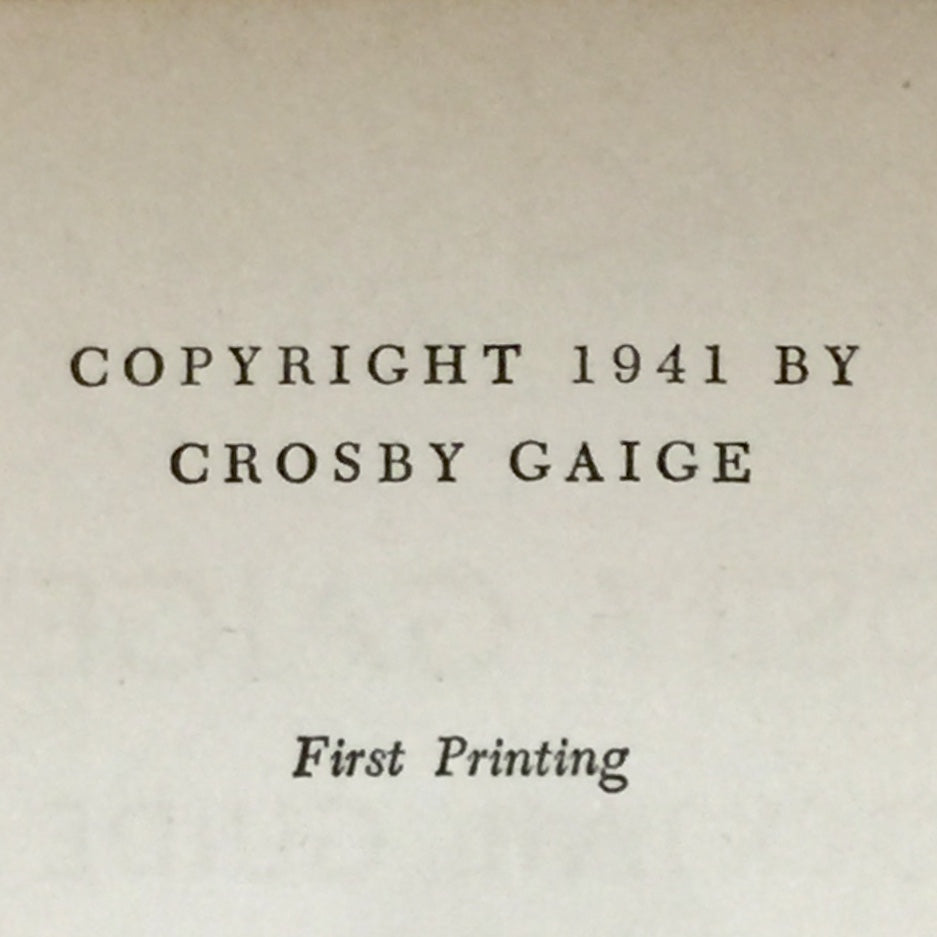 COPYRIGHT 1941 BY
CROSBY GAIGE
First Printing